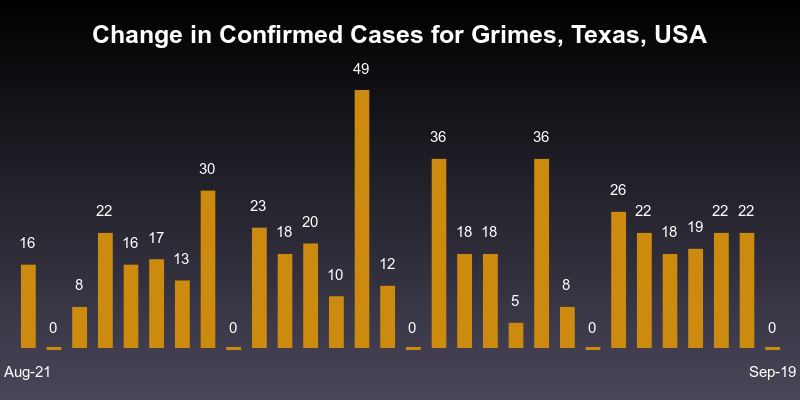 Change in Confirmed Cases for Grimes, Texas, USA
16 0 8 22 16 17 13 30 0 23 18 20 10 49 12 0 36 18 18 5 36 8 0 26 22 18 19 22 22 0
Aug-21 Sep-19